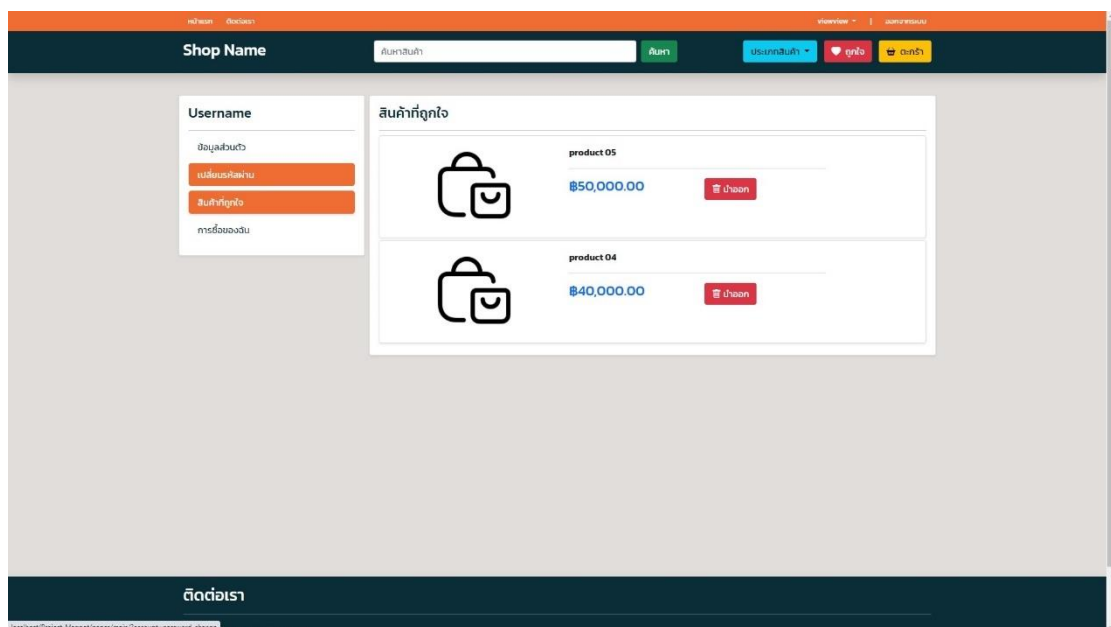 หน้าแรก ติดต่อเรา viewview | ออกจากระบบ
Shop Name ค้นหาสินค้า ค้นหา ประเภทสินค้า ถูกใจ ตะกร้า
Username
ข้อมูลส่วนตัว
เปลี่ยนรหัสผ่าน
สินค้าที่ถูกใจ
การซื้อของฉัน
สินค้าที่ถูกใจ
product 05
฿50,000.00 นำออก
product 04
฿40,000.00 นำออก
ติดต่อเรา